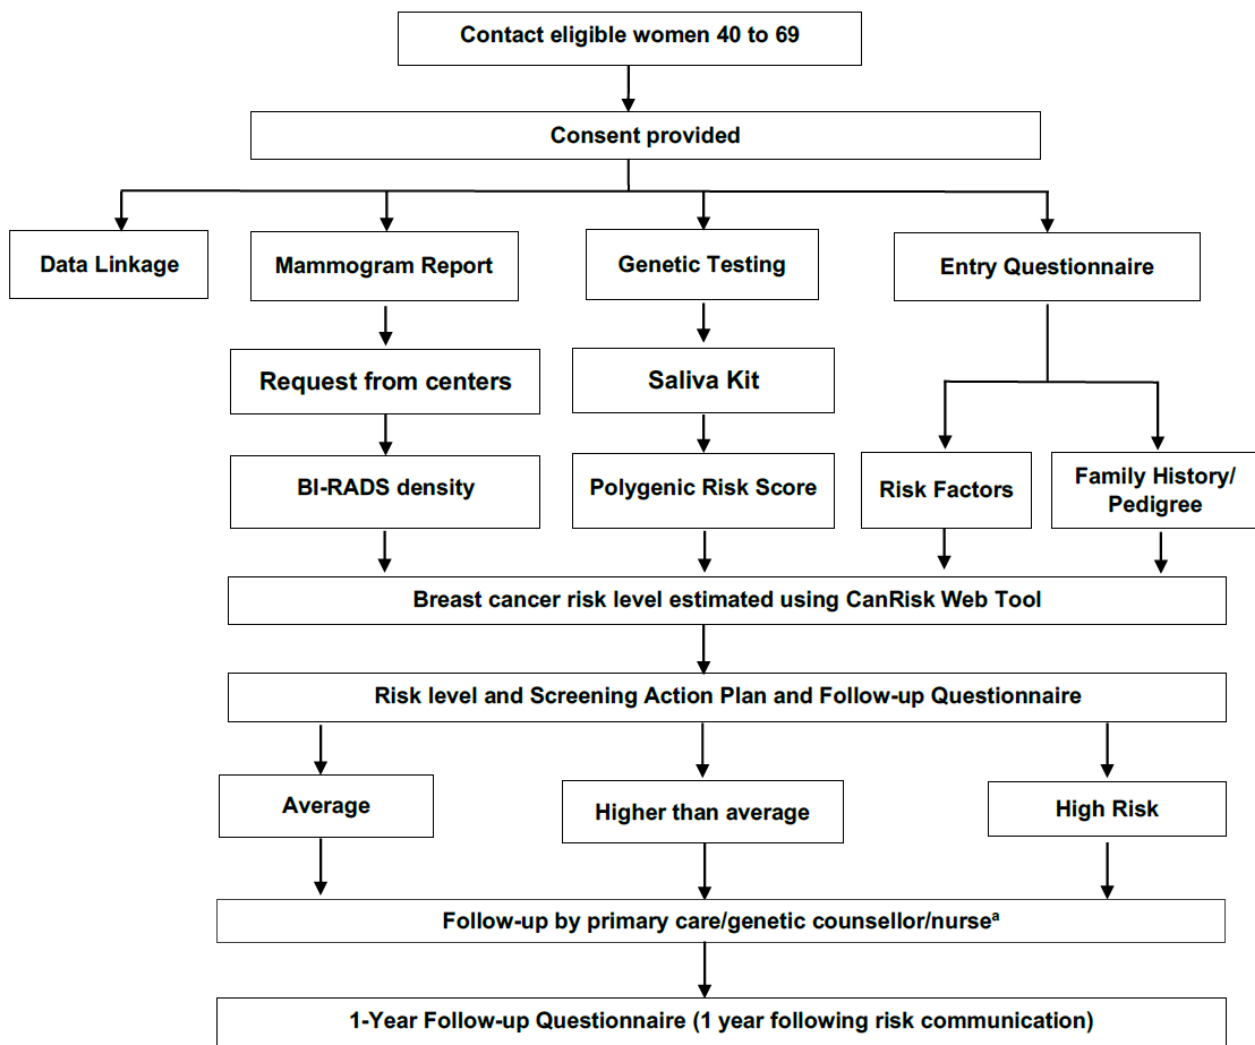 Contact eligible women 40 to 69
Consent provided
Data Linkage
Mammogram Report
Genetic Testing
Entry Questionnaire
Request from centers
Saliva Kit
BI-RADS density
Polygenic Risk Score
Risk Factors
Family History/
Pedigree
Breast cancer risk level estimated using CanRisk Web Tool
Risk level and Screening Action Plan and Follow-up Questionnaire
Average
Higher than average
High Risk
Follow-up by primary care/genetic counsellor/nurseᵃ
1-Year Follow-up Questionnaire (1 year following risk communication)